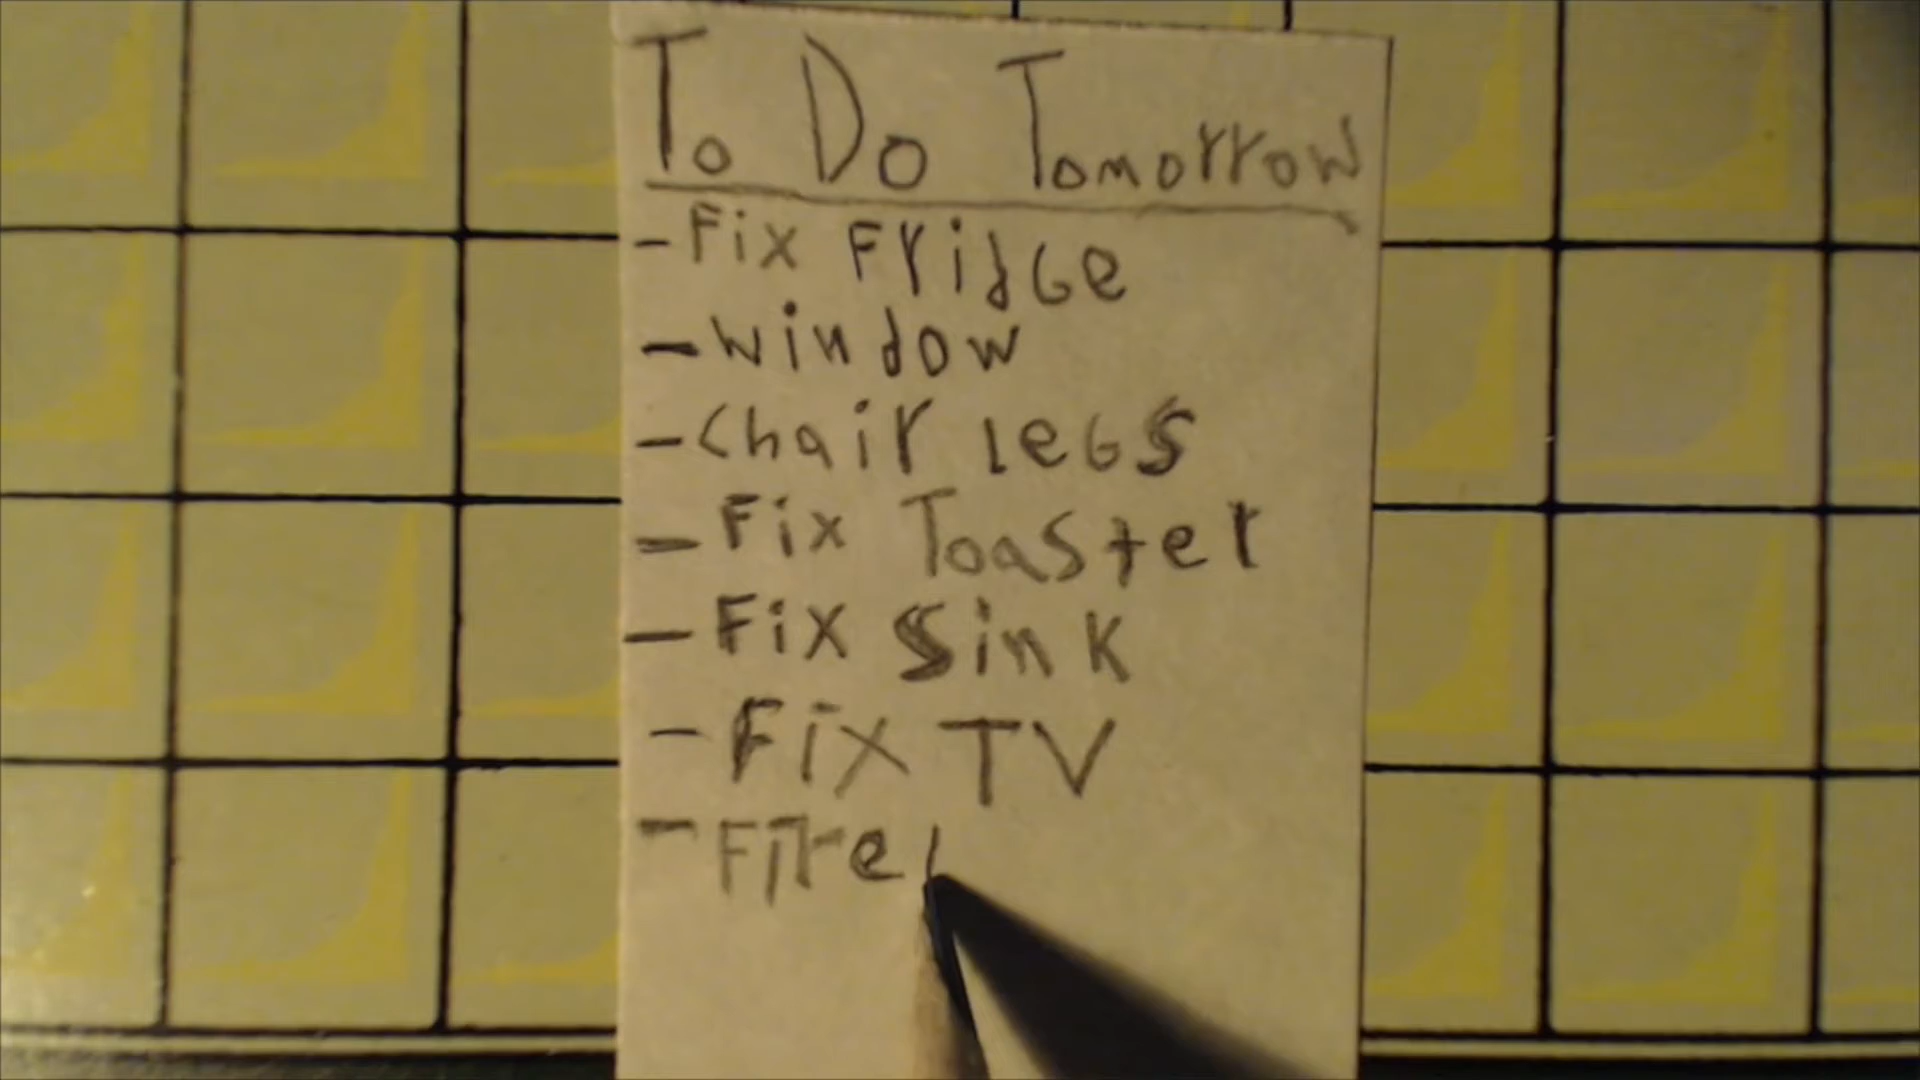 To Do Tomorrow
- Fix Fridge
- window
- Chair Legs
- Fix Toaster
- Fix Sink
- Fix TV
- Fire